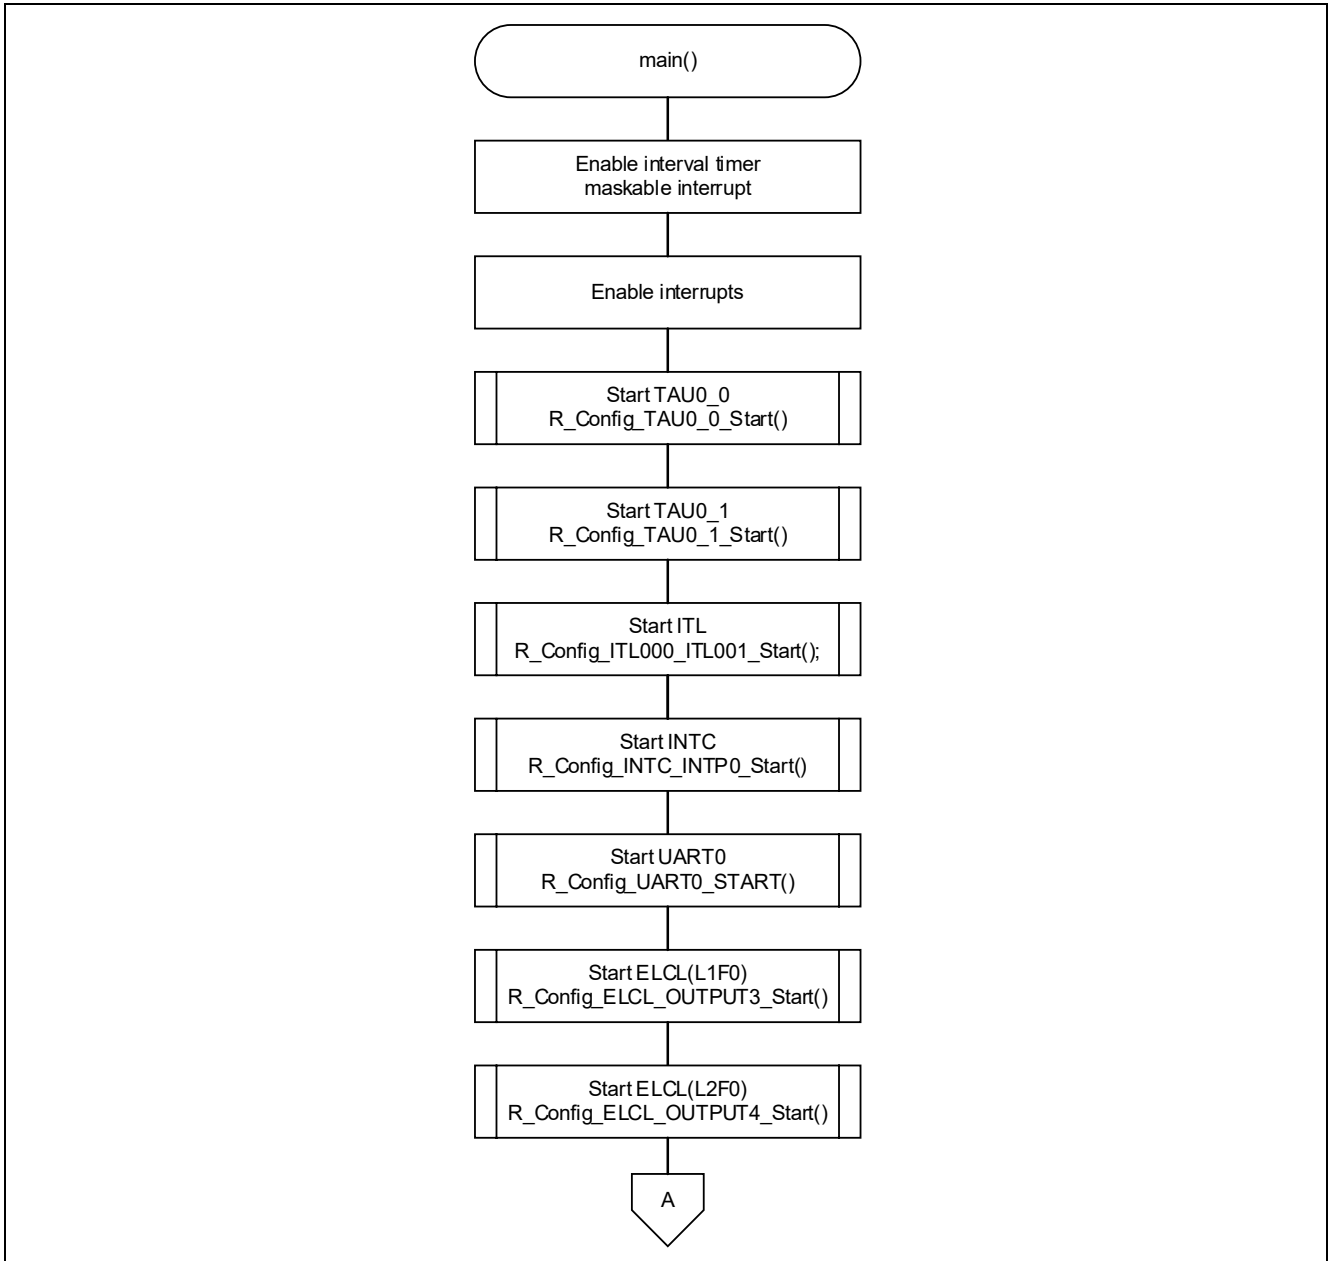 main()
Enable interval timer
maskable interrupt
Enable interrupts
Start TAU0_0
R_Config_TAU0_0_Start()
Start TAU0_1
R_Config_TAU0_1_Start()
Start ITL
R_Config_ITL000_ITL001_Start();
Start INTC
R_Config_INTC_INTP0_Start()
Start UART0
R_Config_UART0_START()
Start ELCL(L1F0)
R_Config_ELCL_OUTPUT3_Start()
Start ELCL(L2F0)
R_Config_ELCL_OUTPUT4_Start()
A